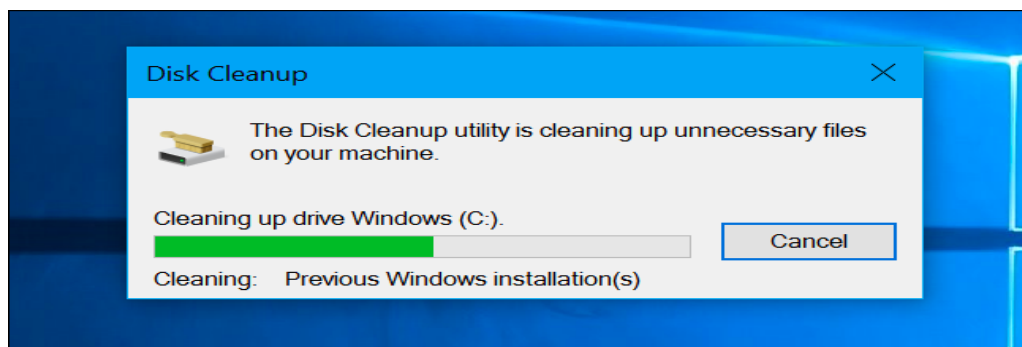 Disk Cleanup
The Disk Cleanup utility is cleaning up unnecessary files
on your machine.
Cleaning up drive Windows (C:).
Cancel
Cleaning: Previous Windows installation(s)